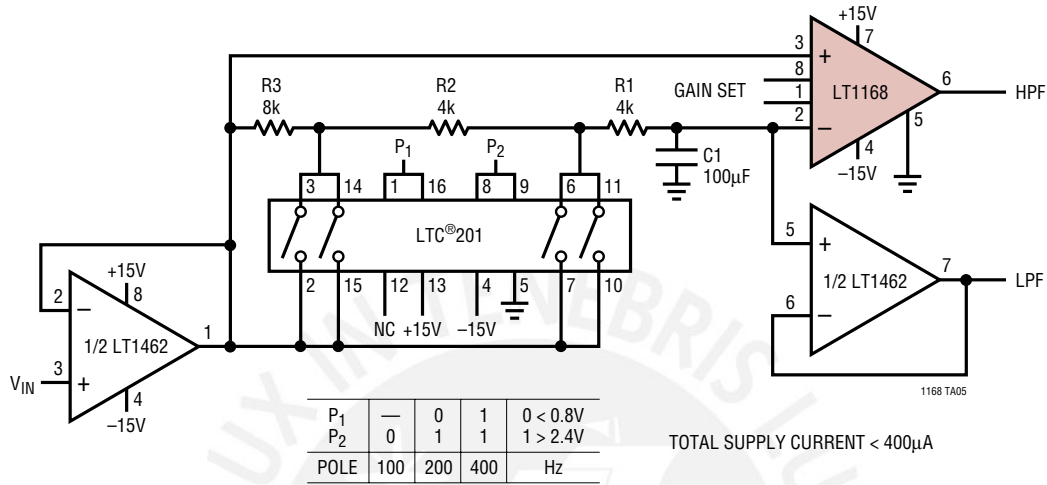 +15V
3
7
+
R3
8k
R2
4k
R1
4k
GAIN SET
8
1
2
LT1168
–
6
HPF
5
4
–15V
P1
P2
C1
100µF
3
14
1
16
8
9
6
11
LTC®201
2
15
12
13
4
5
7
10
NC
+15V
–15V
5
+
1/2 LT1462
7
LPF
6
–
+15V
2
8
–
1/2 LT1462
1
VIN
3
+
4
–15V
1168 TA05
P1 — 0 1 0 < 0.8V
P2 0 1 1 1 > 2.4V
POLE 100 200 400 Hz
TOTAL SUPPLY CURRENT < 400µA
UX IN TENEBRIS LU